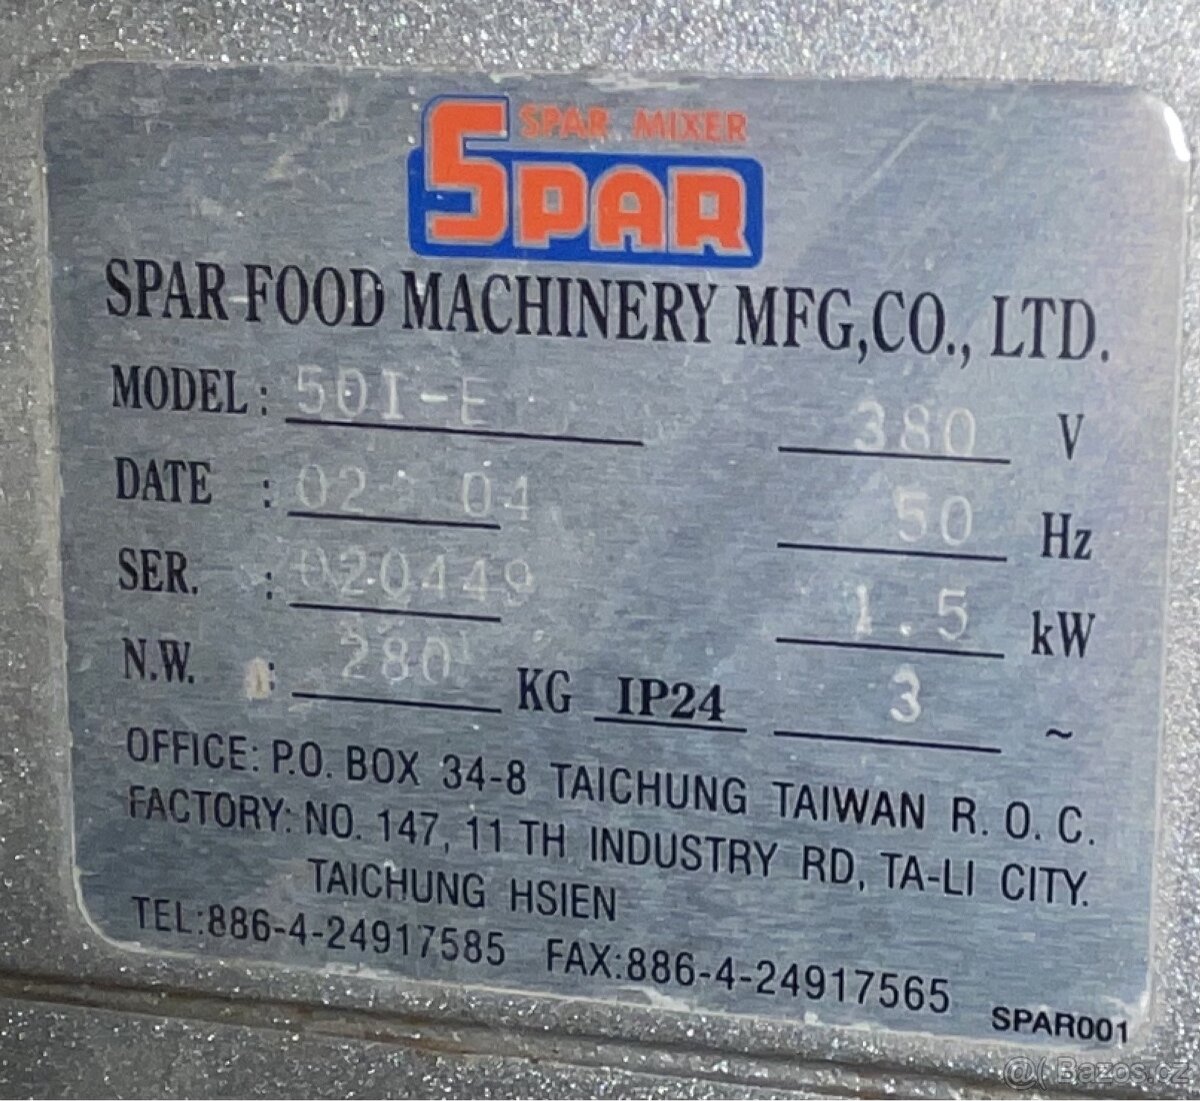 SPAR MIXER
SPAR
SPAR FOOD MACHINERY MFG,CO., LTD.
MODEL : 50I-E 380 V
DATE : 02 04 50 Hz
SER. : 020449 1.5 kW
N.W. : 280 KG IP24 3 ~
OFFICE: P.O. BOX 34-8 TAICHUNG TAIWAN R. O. C.
FACTORY: NO. 147, 11 TH INDUSTRY RD, TA-LI CITY.
TAICHUNG HSIEN
TEL:886-4-24917585 FAX:886-4-24917565
SPAR001
Bazos.cz